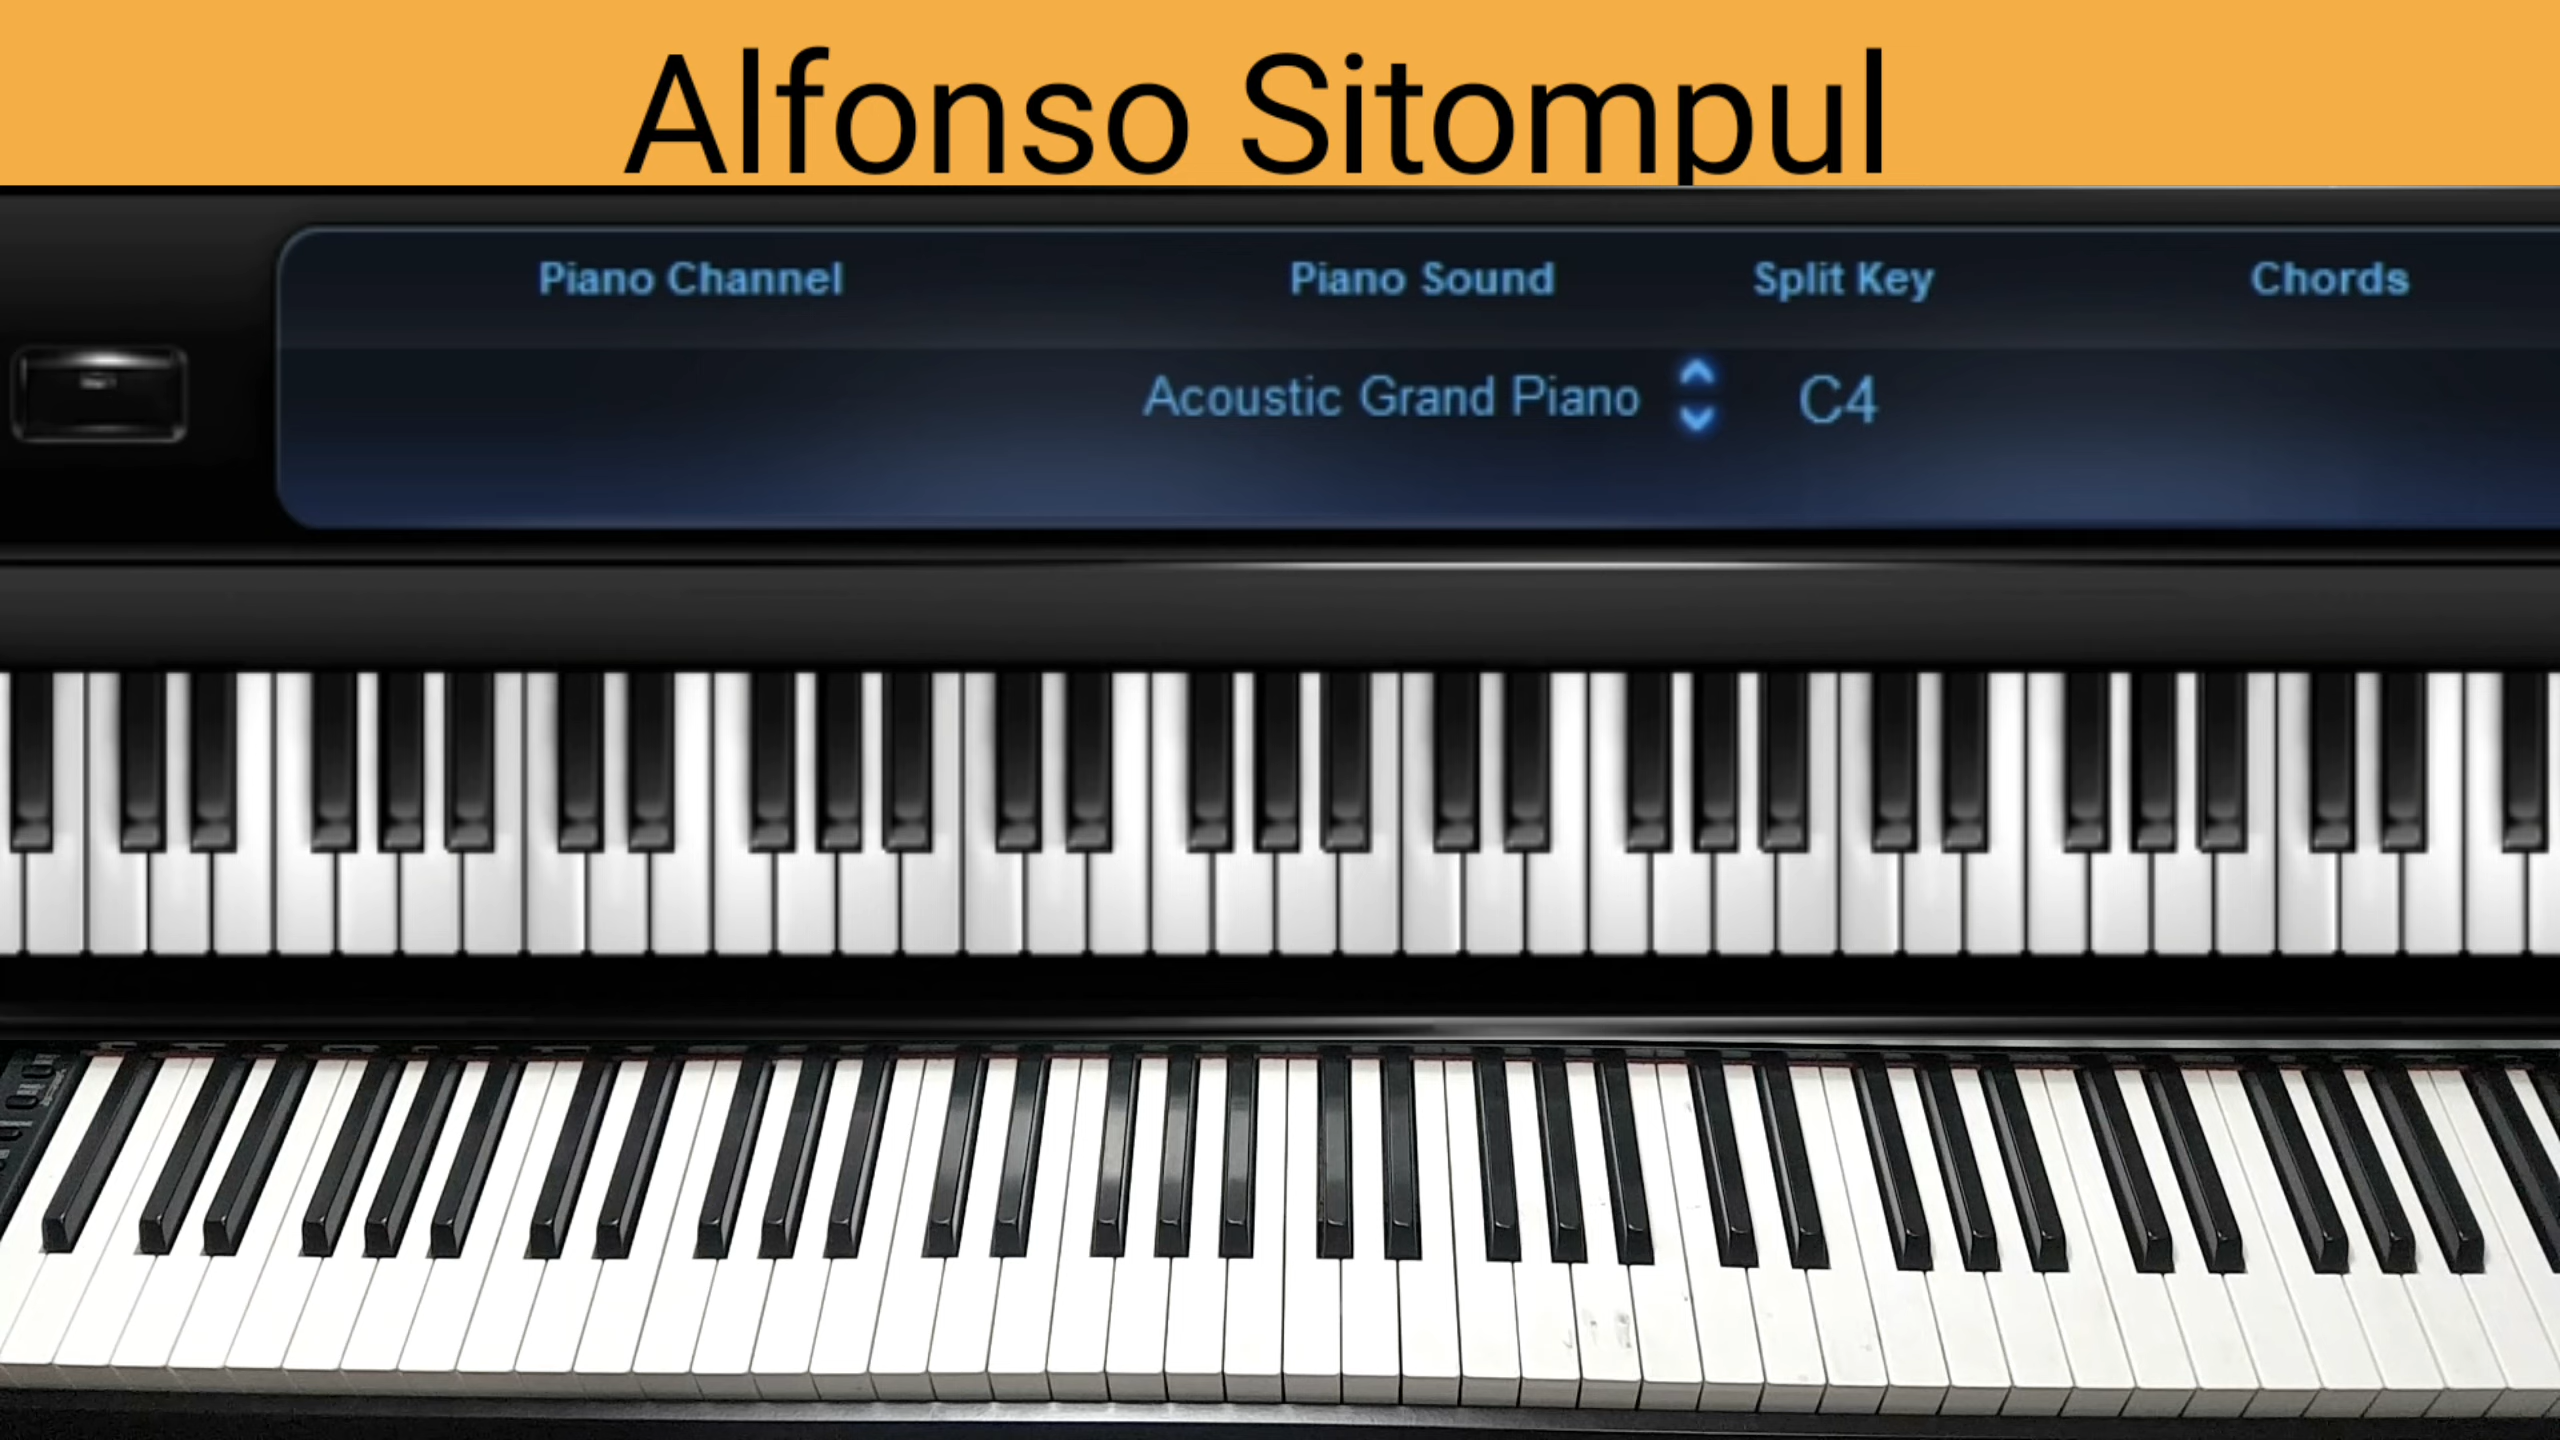 Alfonso Sitompul
Piano Channel Piano Sound Split Key Chords
Acoustic Grand Piano C4